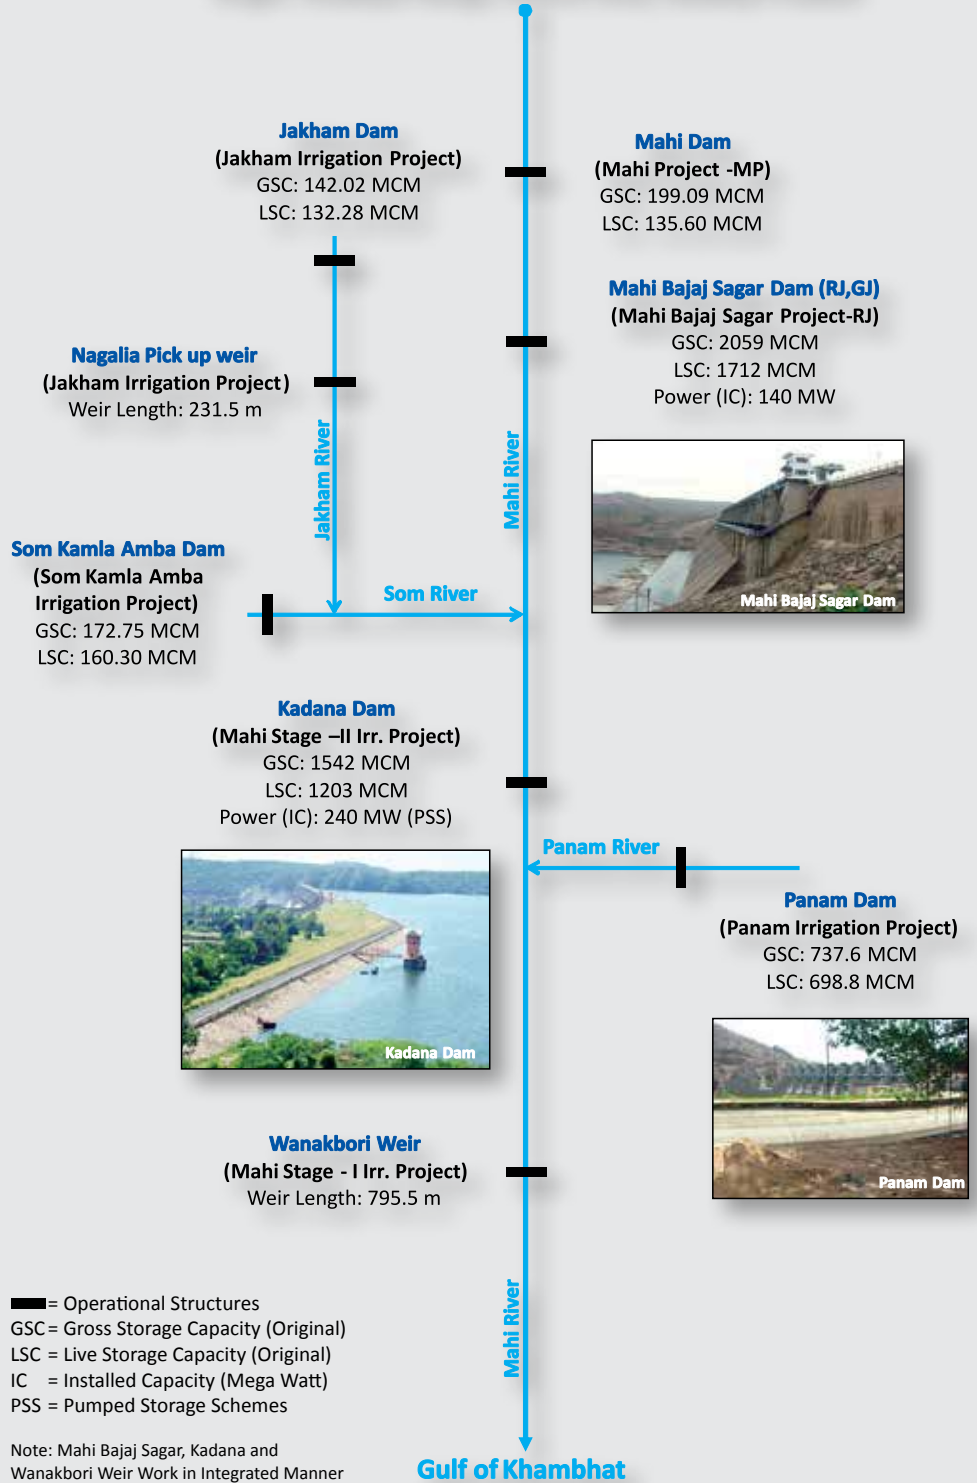 Jakham Dam
(Jakham Irrigation Project)
GSC: 142.02 MCM
LSC: 132.28 MCM
Mahi Dam
(Mahi Project -MP)
GSC: 199.09 MCM
LSC: 135.60 MCM
Mahi Bajaj Sagar Dam (RJ,GJ)
(Mahi Bajaj Sagar Project-RJ)
GSC: 2059 MCM
LSC: 1712 MCM
Power (IC): 140 MW
Nagalia Pick up weir
(Jakham Irrigation Project)
Weir Length: 231.5 m
Jakham River
Mahi River
Mahi Bajaj Sagar Dam
Som Kamla Amba Dam
(Som Kamla Amba
Irrigation Project)
GSC: 172.75 MCM
LSC: 160.30 MCM
Som River
Kadana Dam
(Mahi Stage –II Irr. Project)
GSC: 1542 MCM
LSC: 1203 MCM
Power (IC): 240 MW (PSS)
Kadana Dam
Panam River
Panam Dam
(Panam Irrigation Project)
GSC: 737.6 MCM
LSC: 698.8 MCM
Panam Dam
Wanakbori Weir
(Mahi Stage - I Irr. Project)
Weir Length: 795.5 m
Mahi River
= Operational Structures
GSC = Gross Storage Capacity (Original)
LSC = Live Storage Capacity (Original)
IC = Installed Capacity (Mega Watt)
PSS = Pumped Storage Schemes
Note: Mahi Bajaj Sagar, Kadana and
Wanakbori Weir Work in Integrated Manner
Gulf of Khambhat